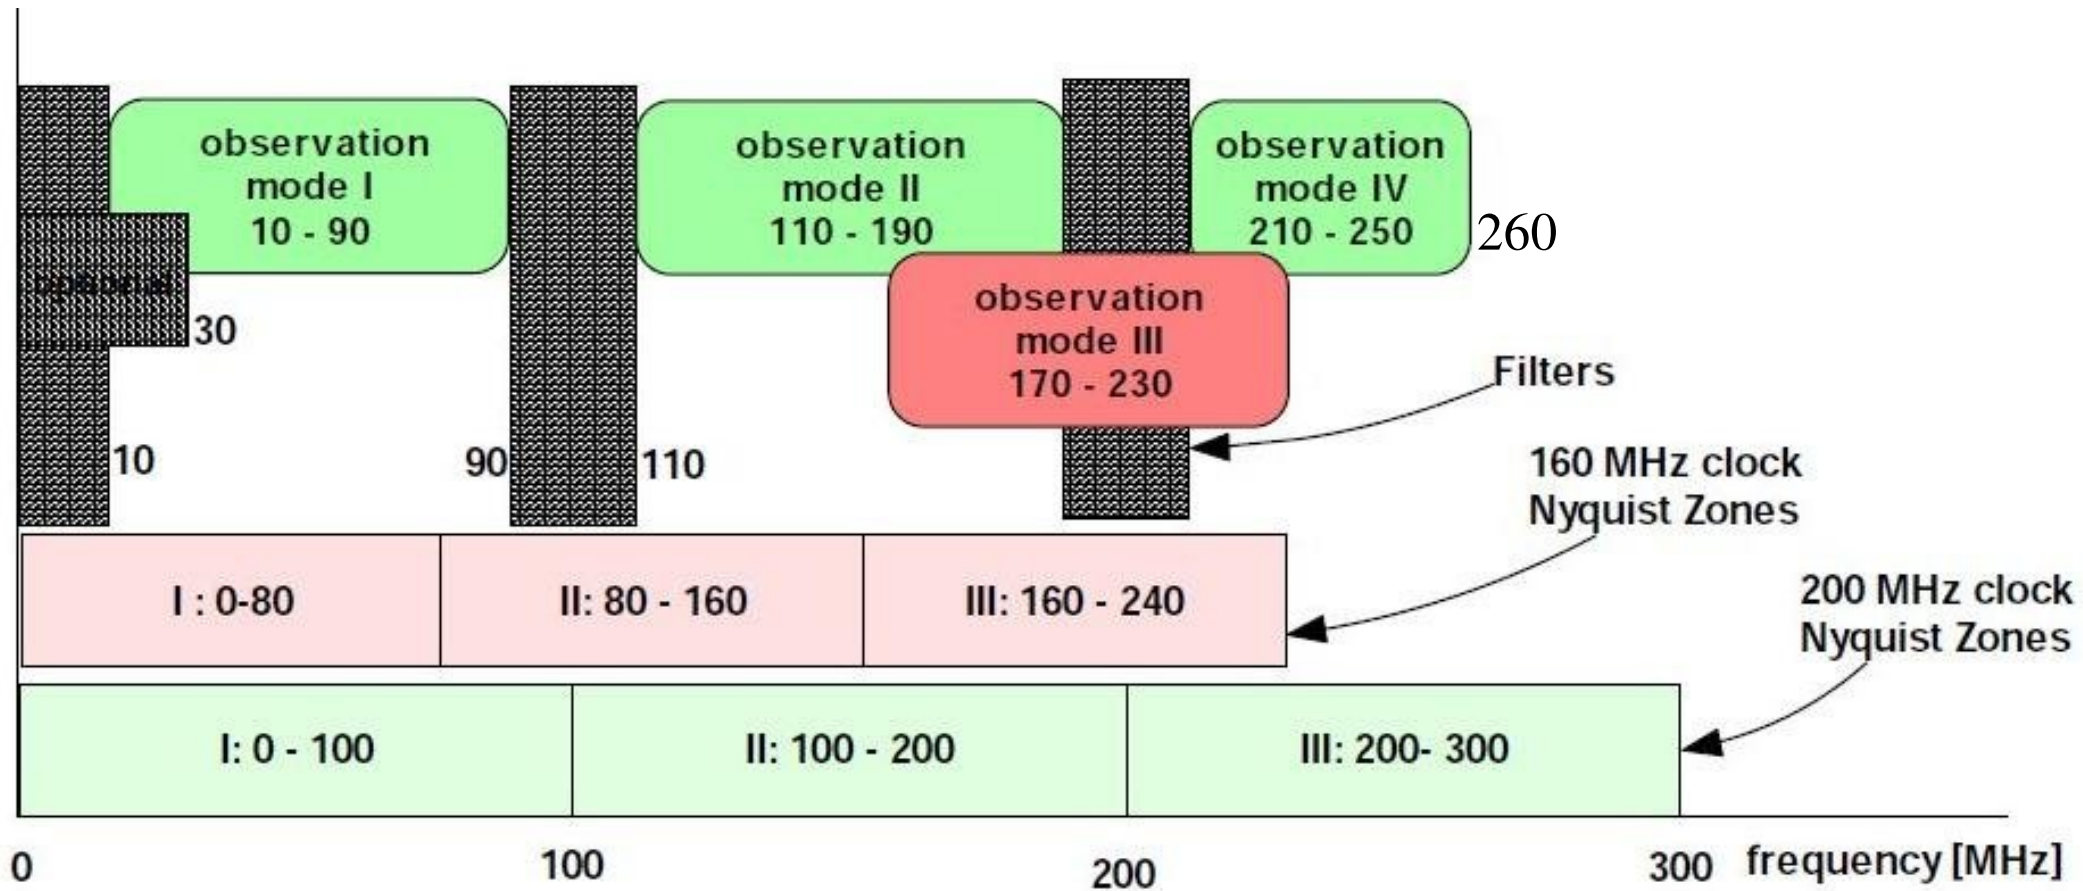 observation
mode I
10 - 90
observation
mode II
110 - 190
observation
mode IV
210 - 250
260
optional
30
observation
mode III
170 - 230
Filters
10
90
110
160 MHz clock
Nyquist Zones
I : 0-80
II: 80 - 160
III: 160 - 240
200 MHz clock
Nyquist Zones
I: 0 - 100
II: 100 - 200
III: 200- 300
0
100
200
300
frequency [MHz]